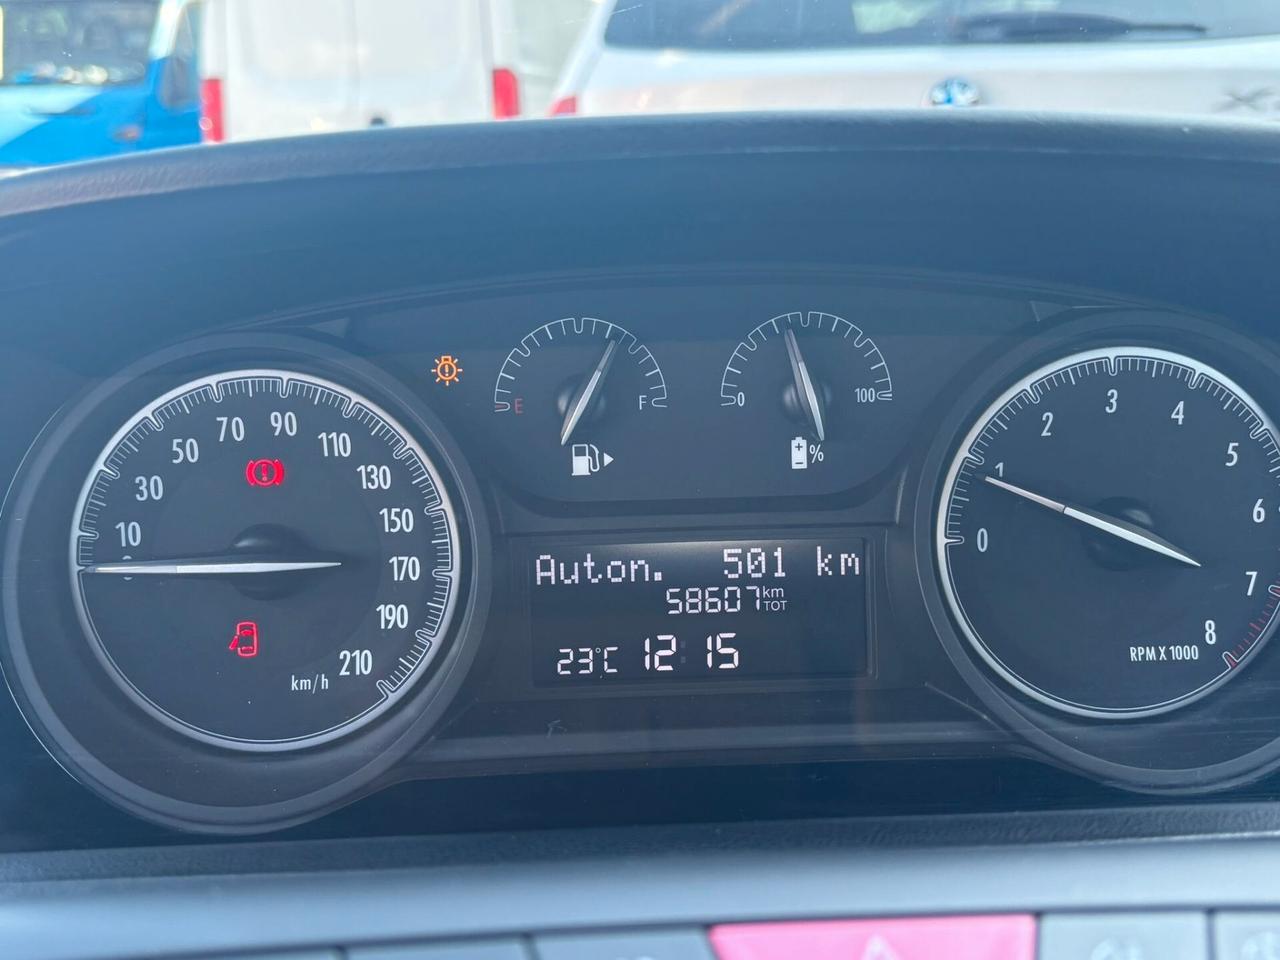 10 30 50 70 90 110 130 150 170 190 210
km/h
E F
0 100
%
Auton. 501 km
58607 km TOT
23°C 12:15
0 1 2 3 4 5 6 7 8
RPM X 1000